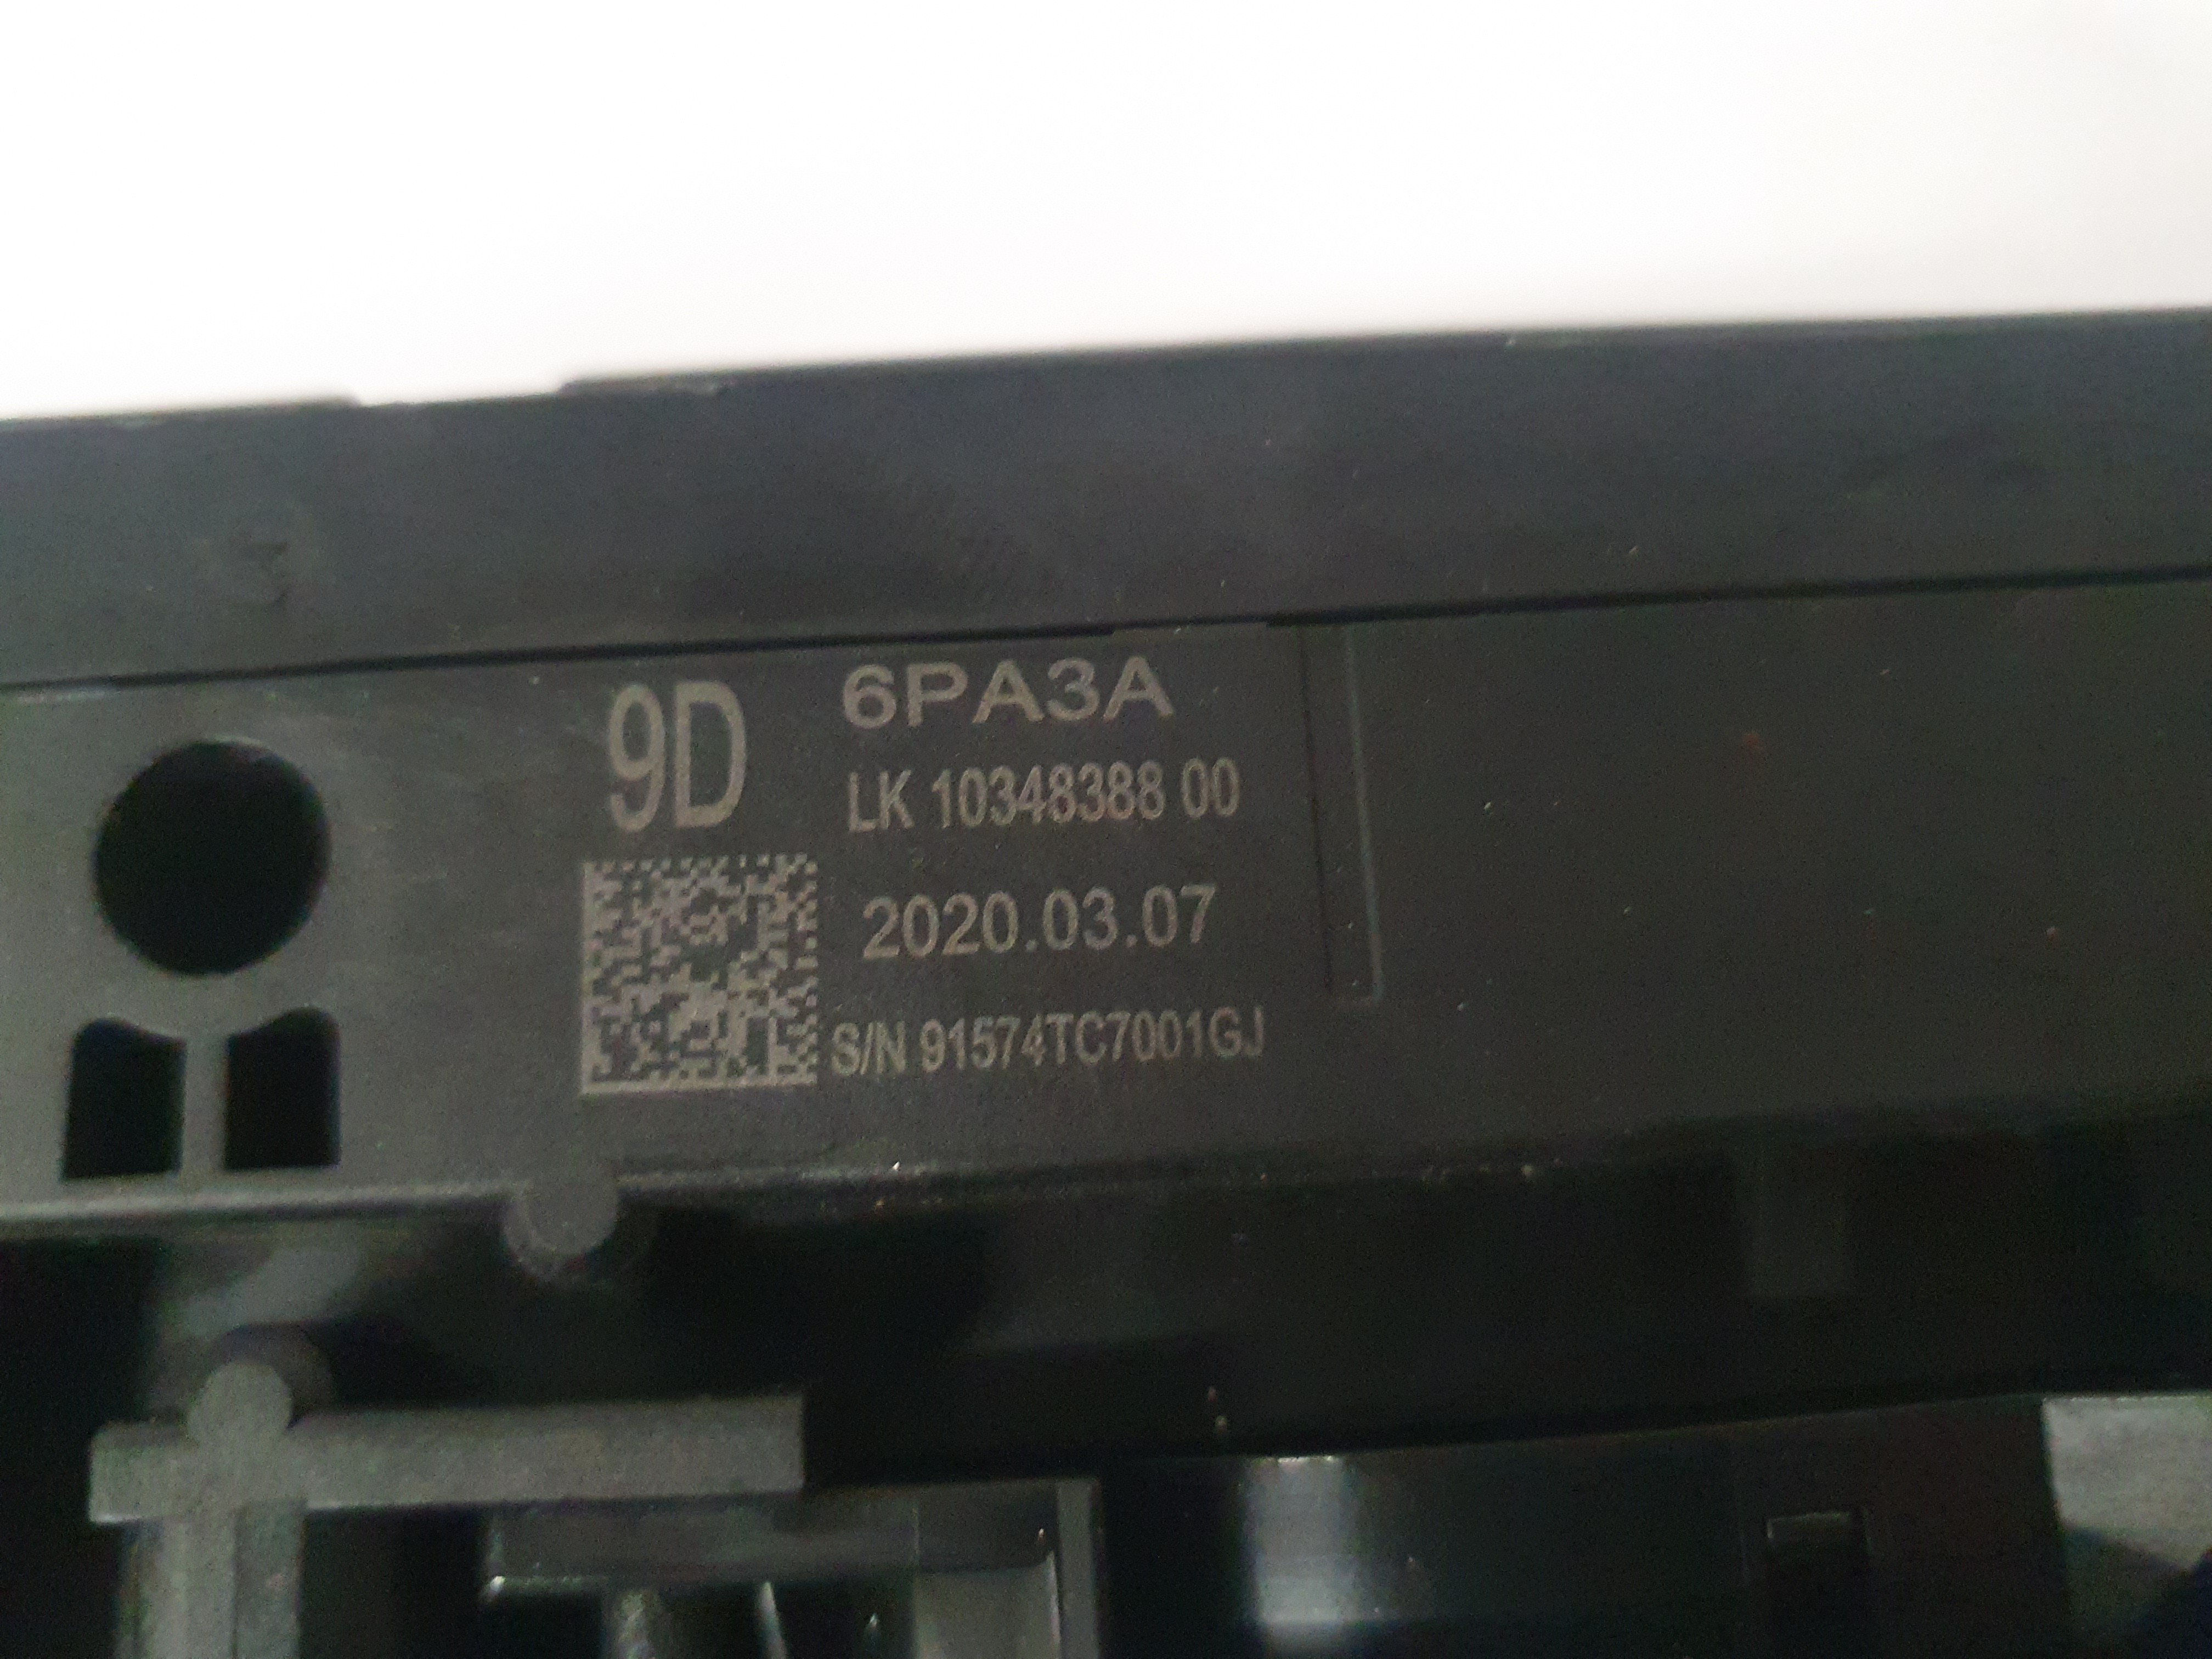 9D
6PA3A
LK 10348388 00
2020.03.07
S/N 91574TC7001GJ